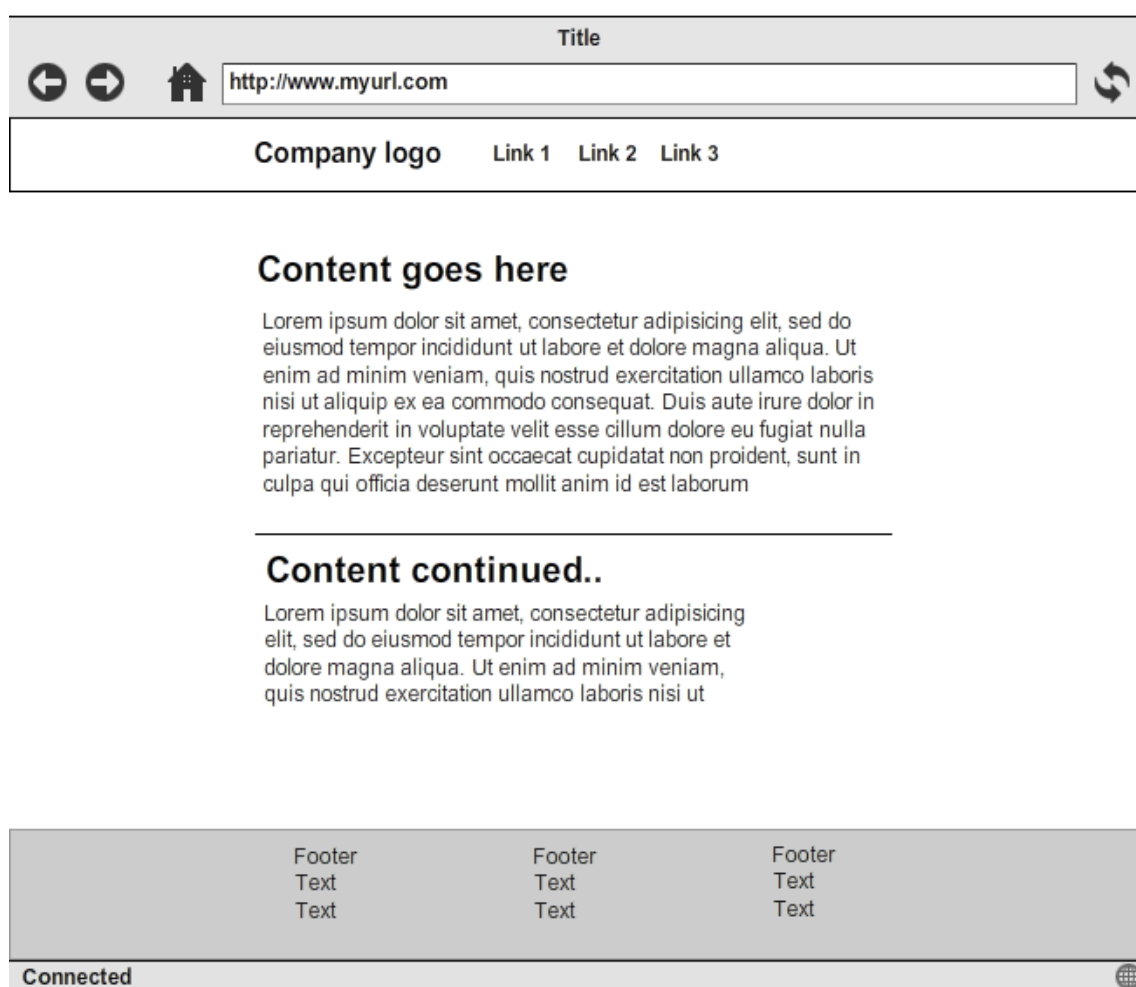 Title
http://www.myurl.com
Company logo Link 1 Link 2 Link 3
Content goes here
Lorem ipsum dolor sit amet, consectetur adipisicing elit, sed do
eiusmod tempor incididunt ut labore et dolore magna aliqua. Ut
enim ad minim veniam, quis nostrud exercitation ullamco laboris
nisi ut aliquip ex ea commodo consequat. Duis aute irure dolor in
reprehenderit in voluptate velit esse cillum dolore eu fugiat nulla
pariatur. Excepteur sint occaecat cupidatat non proident, sunt in
culpa qui officia deserunt mollit anim id est laborum
Content continued..
Lorem ipsum dolor sit amet, consectetur adipisicing
elit, sed do eiusmod tempor incididunt ut labore et
dolore magna aliqua. Ut enim ad minim veniam,
quis nostrud exercitation ullamco laboris nisi ut
Footer
Text
Text
Footer
Text
Text
Footer
Text
Text
Connected